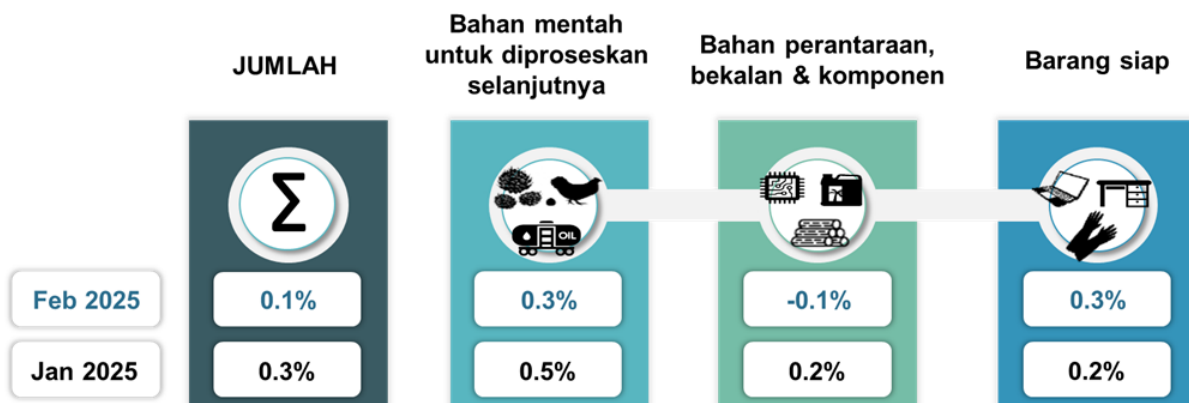 JUMLAH
Bahan mentah
untuk diproseskan
selanjutnya
Bahan perantaraan,
bekalan & komponen
Barang siap
Σ
OIL
Feb 2025
0.1%
0.3%
-0.1%
0.3%
Jan 2025
0.3%
0.5%
0.2%
0.2%